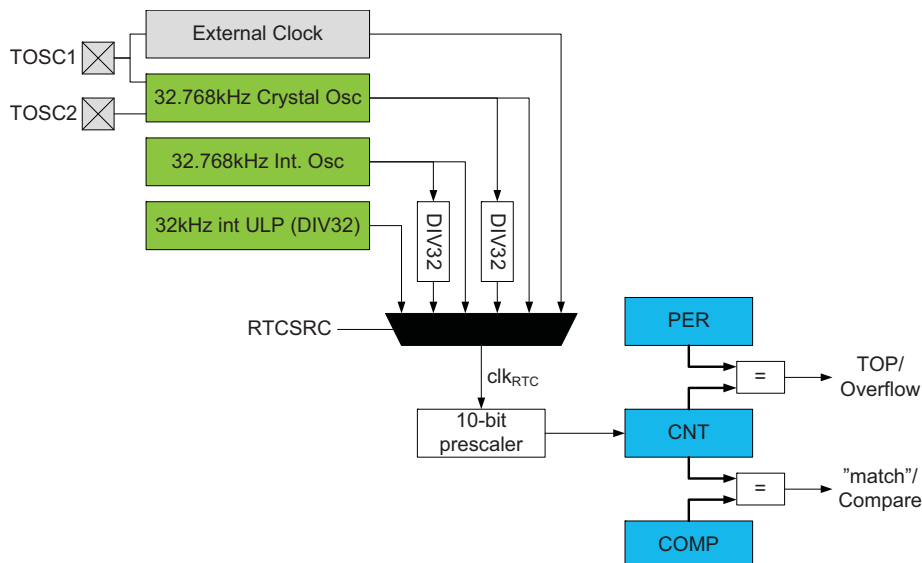 External Clock
TOSC1
32.768kHz Crystal Osc
TOSC2
32.768kHz Int. Osc
32kHz int ULP (DIV32)
DIV32
DIV32
RTCSRC
PER
clkRTC
=
TOP/
Overflow
10-bit
prescaler
CNT
=
”match”/
Compare
COMP